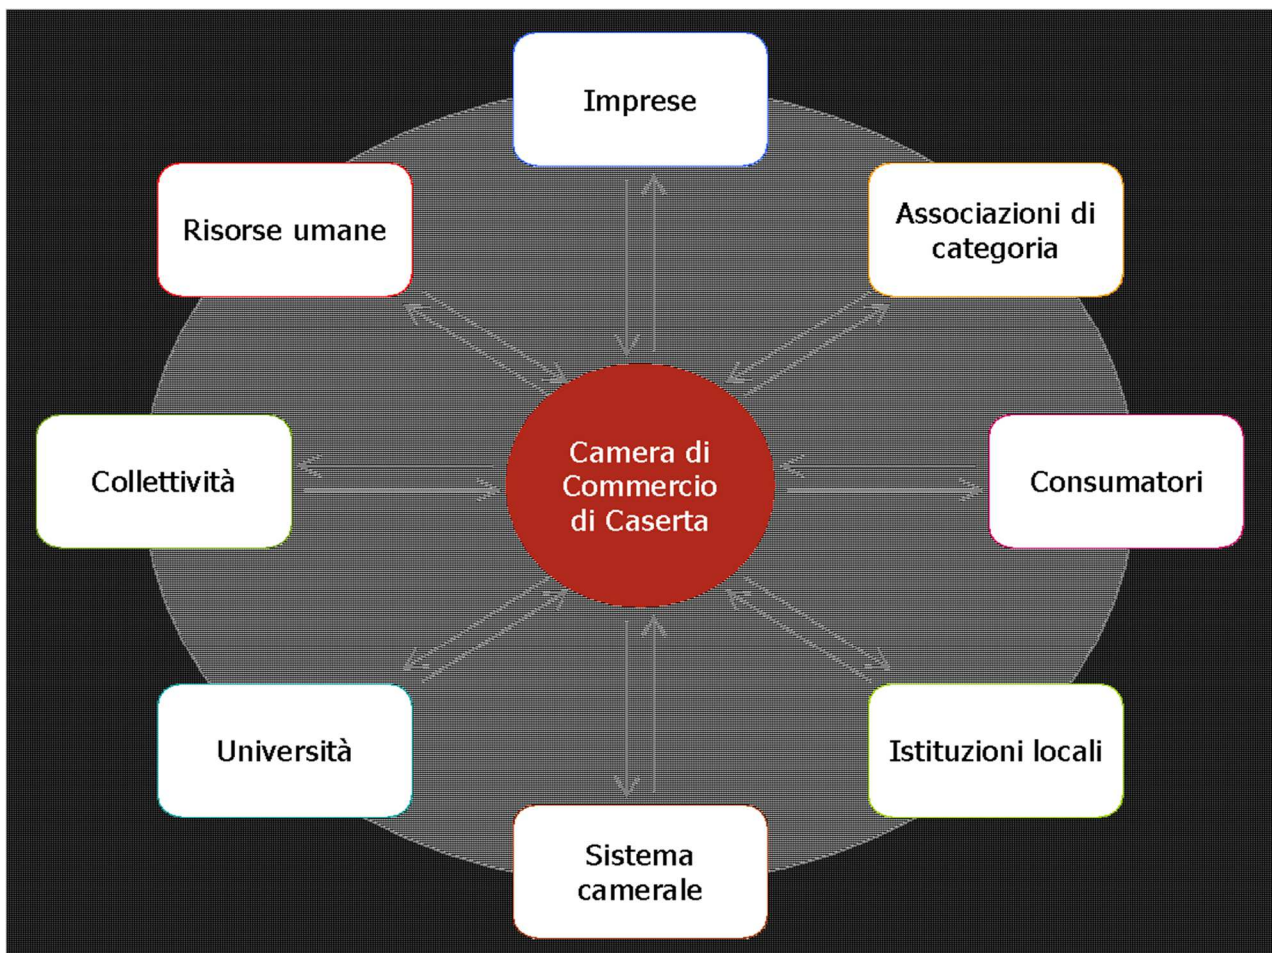 Imprese
Risorse umane
Associazioni di
categoria
Camera di
Commercio
di Caserta
Collettività
Consumatori
Università
Istituzioni locali
Sistema
camerale